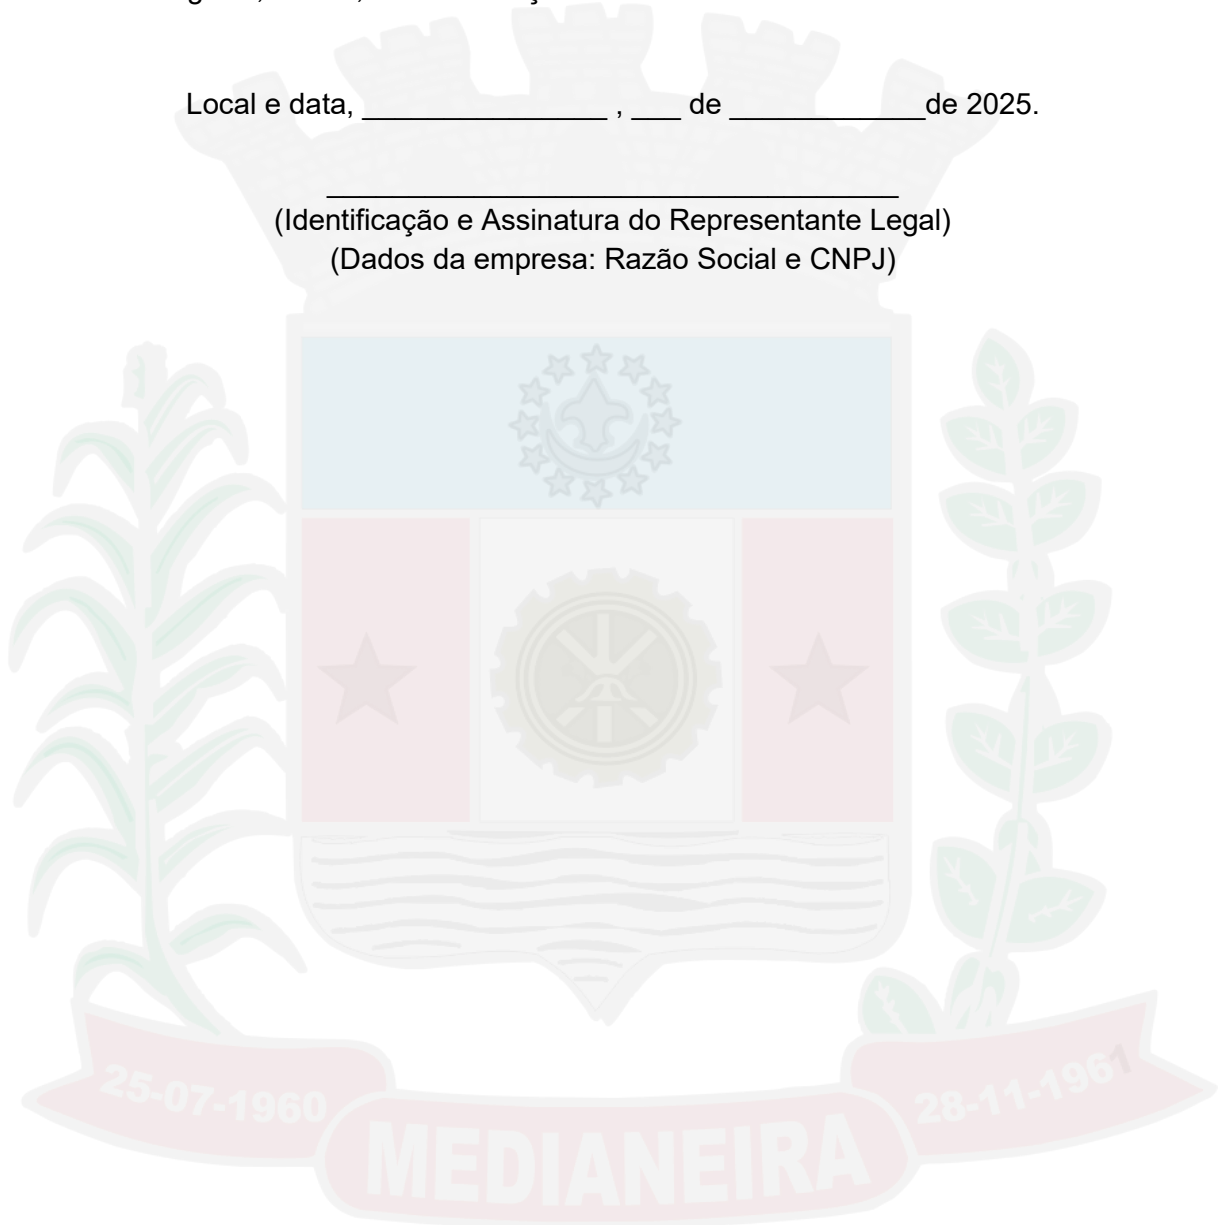 Local e data, _______________ , ___ de ____________de 2025.
___________________________________
(Identificação e Assinatura do Representante Legal)
(Dados da empresa: Razão Social e CNPJ)
25-07-1960
28-11-1961
MEDIANEIRA